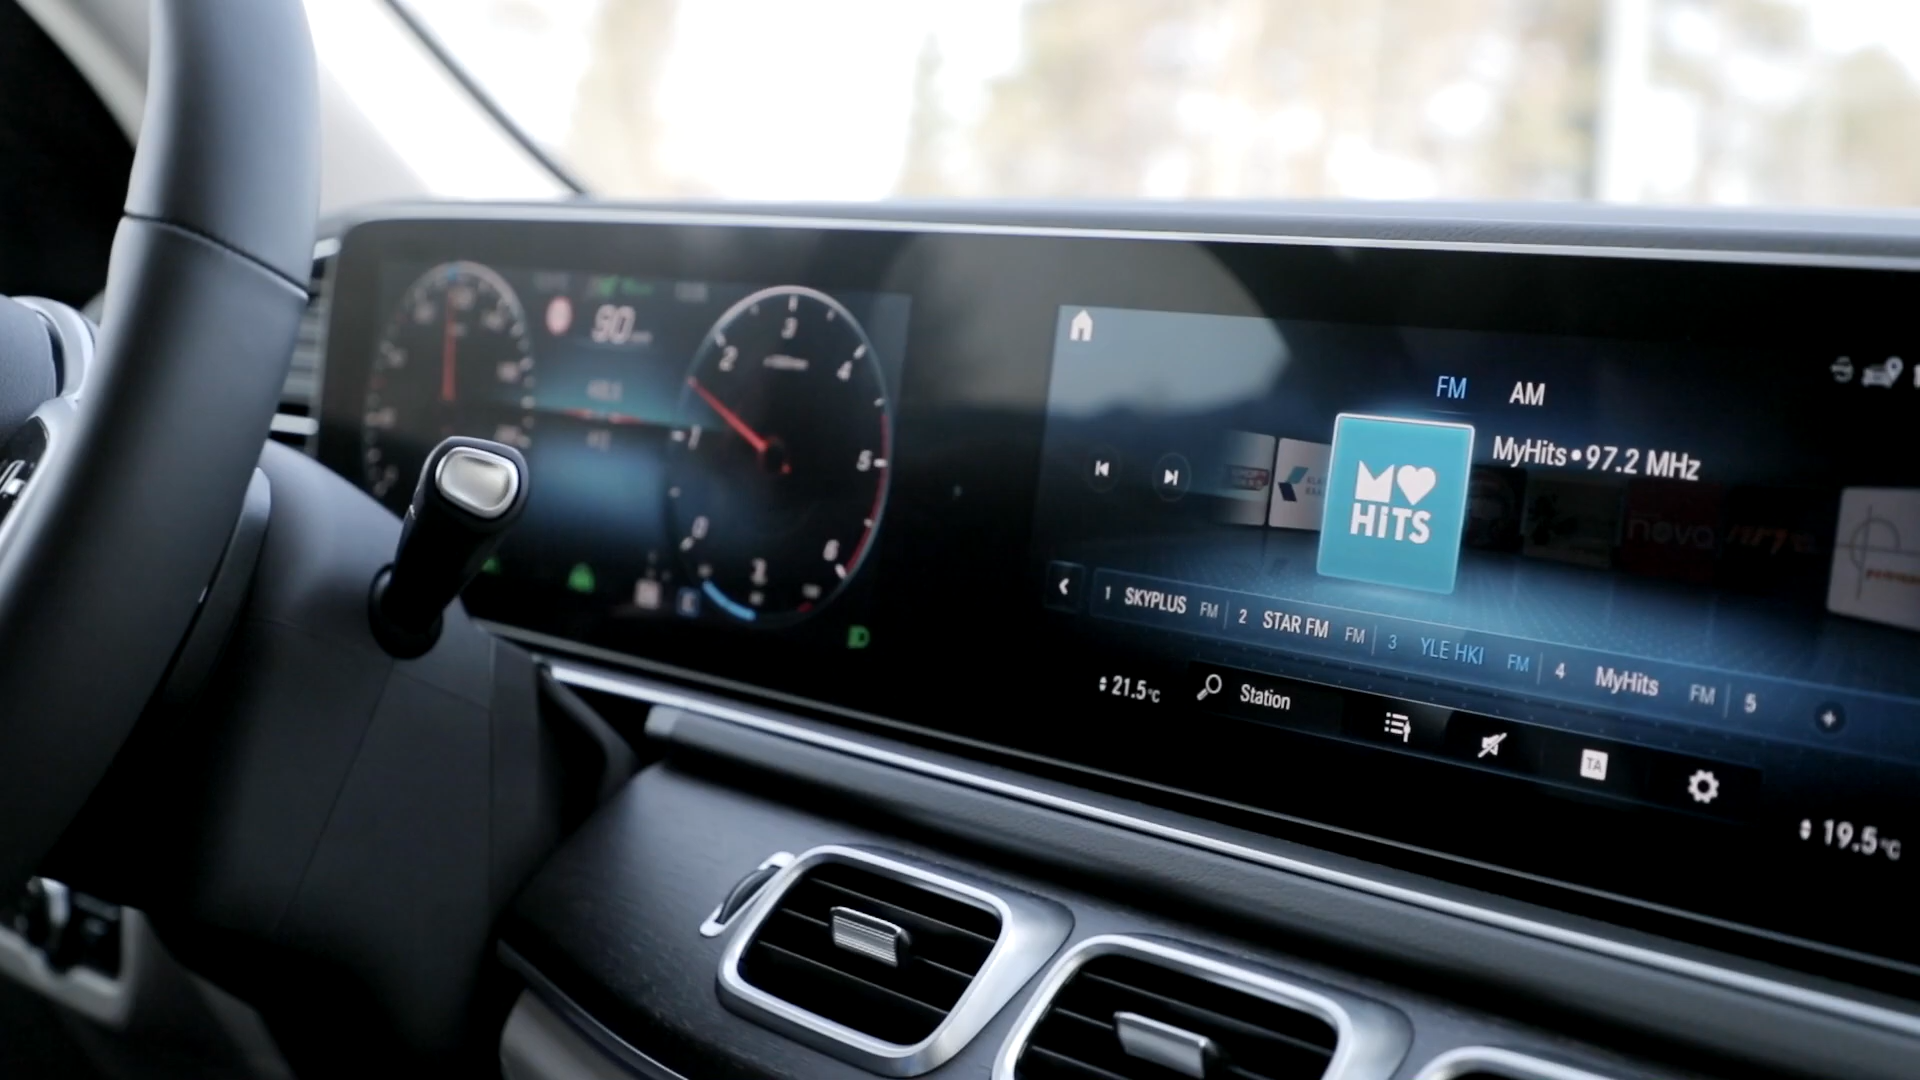 90
1
2
3
4
5
6
FM AM
MyHits • 97.2 MHz
M♥
HiTS
nova
1 SKYPLUS FM | 2 STAR FM FM | 3 YLE HKI FM | 4 MyHits FM | 5
21.5°C
Station
TA
19.5°C